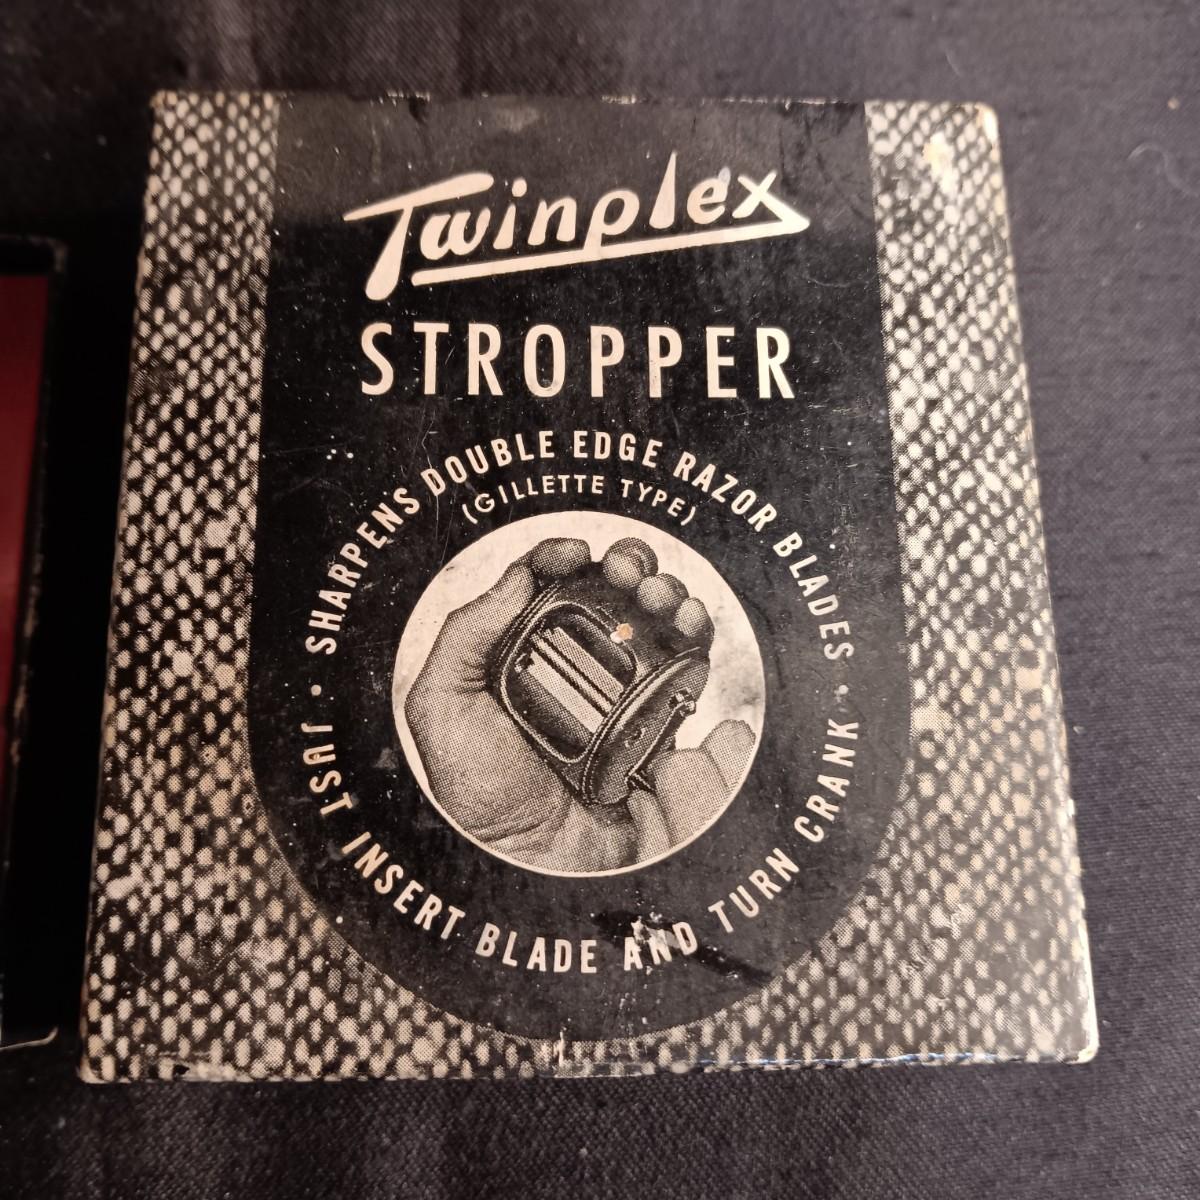 Twinplex
STROPPER
SHARPENS DOUBLE EDGE RAZOR BLADES
(GILLETTE TYPE)
• JUST INSERT BLADE AND TURN CRANK •